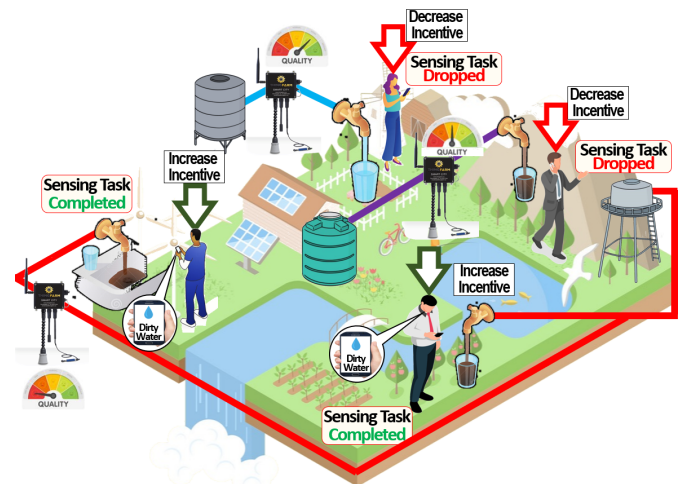 Decrease
Incentive
QUALITY
Sensing Task
Dropped
Decrease
Incentive
QUALITY
Sensing Task
Dropped
Increase
Incentive
Sensing Task
Completed
Increase
Incentive
Dirty
Water
FARM
QUALITY
Dirty
Water
Sensing Task
Completed